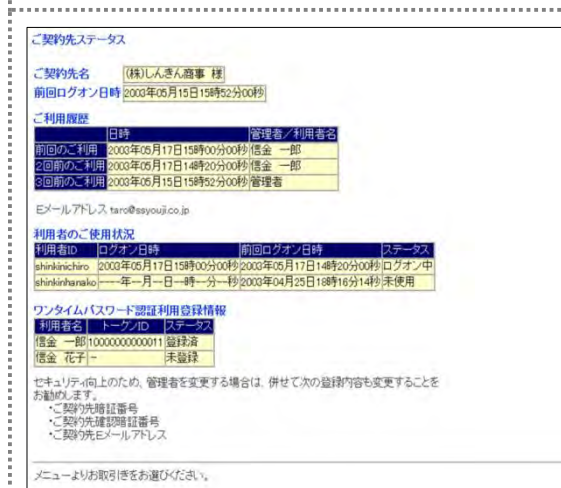 ご契約先ステータス
ご契約先名 (株)しんきん商事 様
前回ログオン日時 2003年05月15日15時52分00秒
ご利用履歴
日時 管理者／利用者名
前回のご利用 2003年05月17日15時00分00秒 信金 一郎
2回前のご利用 2003年05月17日14時20分00秒 信金 一郎
3回前のご利用 2003年05月15日15時52分00秒 管理者
Eメールアドレス taro@ssyouji.co.jp
利用者のご使用状況
利用者ID ログオン日時 前回ログオン日時 ステータス
shinkinichiro 2003年05月17日15時00分00秒 2003年05月17日14時20分00秒 ログオン中
shinkinhanako ----年--月--日--時--分--秒 2003年04月25日18時16分14秒 未使用
ワンタイムパスワード認証利用登録情報
利用者名 トークンID ステータス
信金 一郎 10000000000011 登録済
信金 花子 - 未登録
セキュリティ向上のため、管理者を変更する場合は、併せて次の登録内容も変更することを
お勧めします。
・ご契約先暗証番号
・ご契約先確認暗証番号
・ご契約先Eメールアドレス
メニューよりお取引きをお選びください。